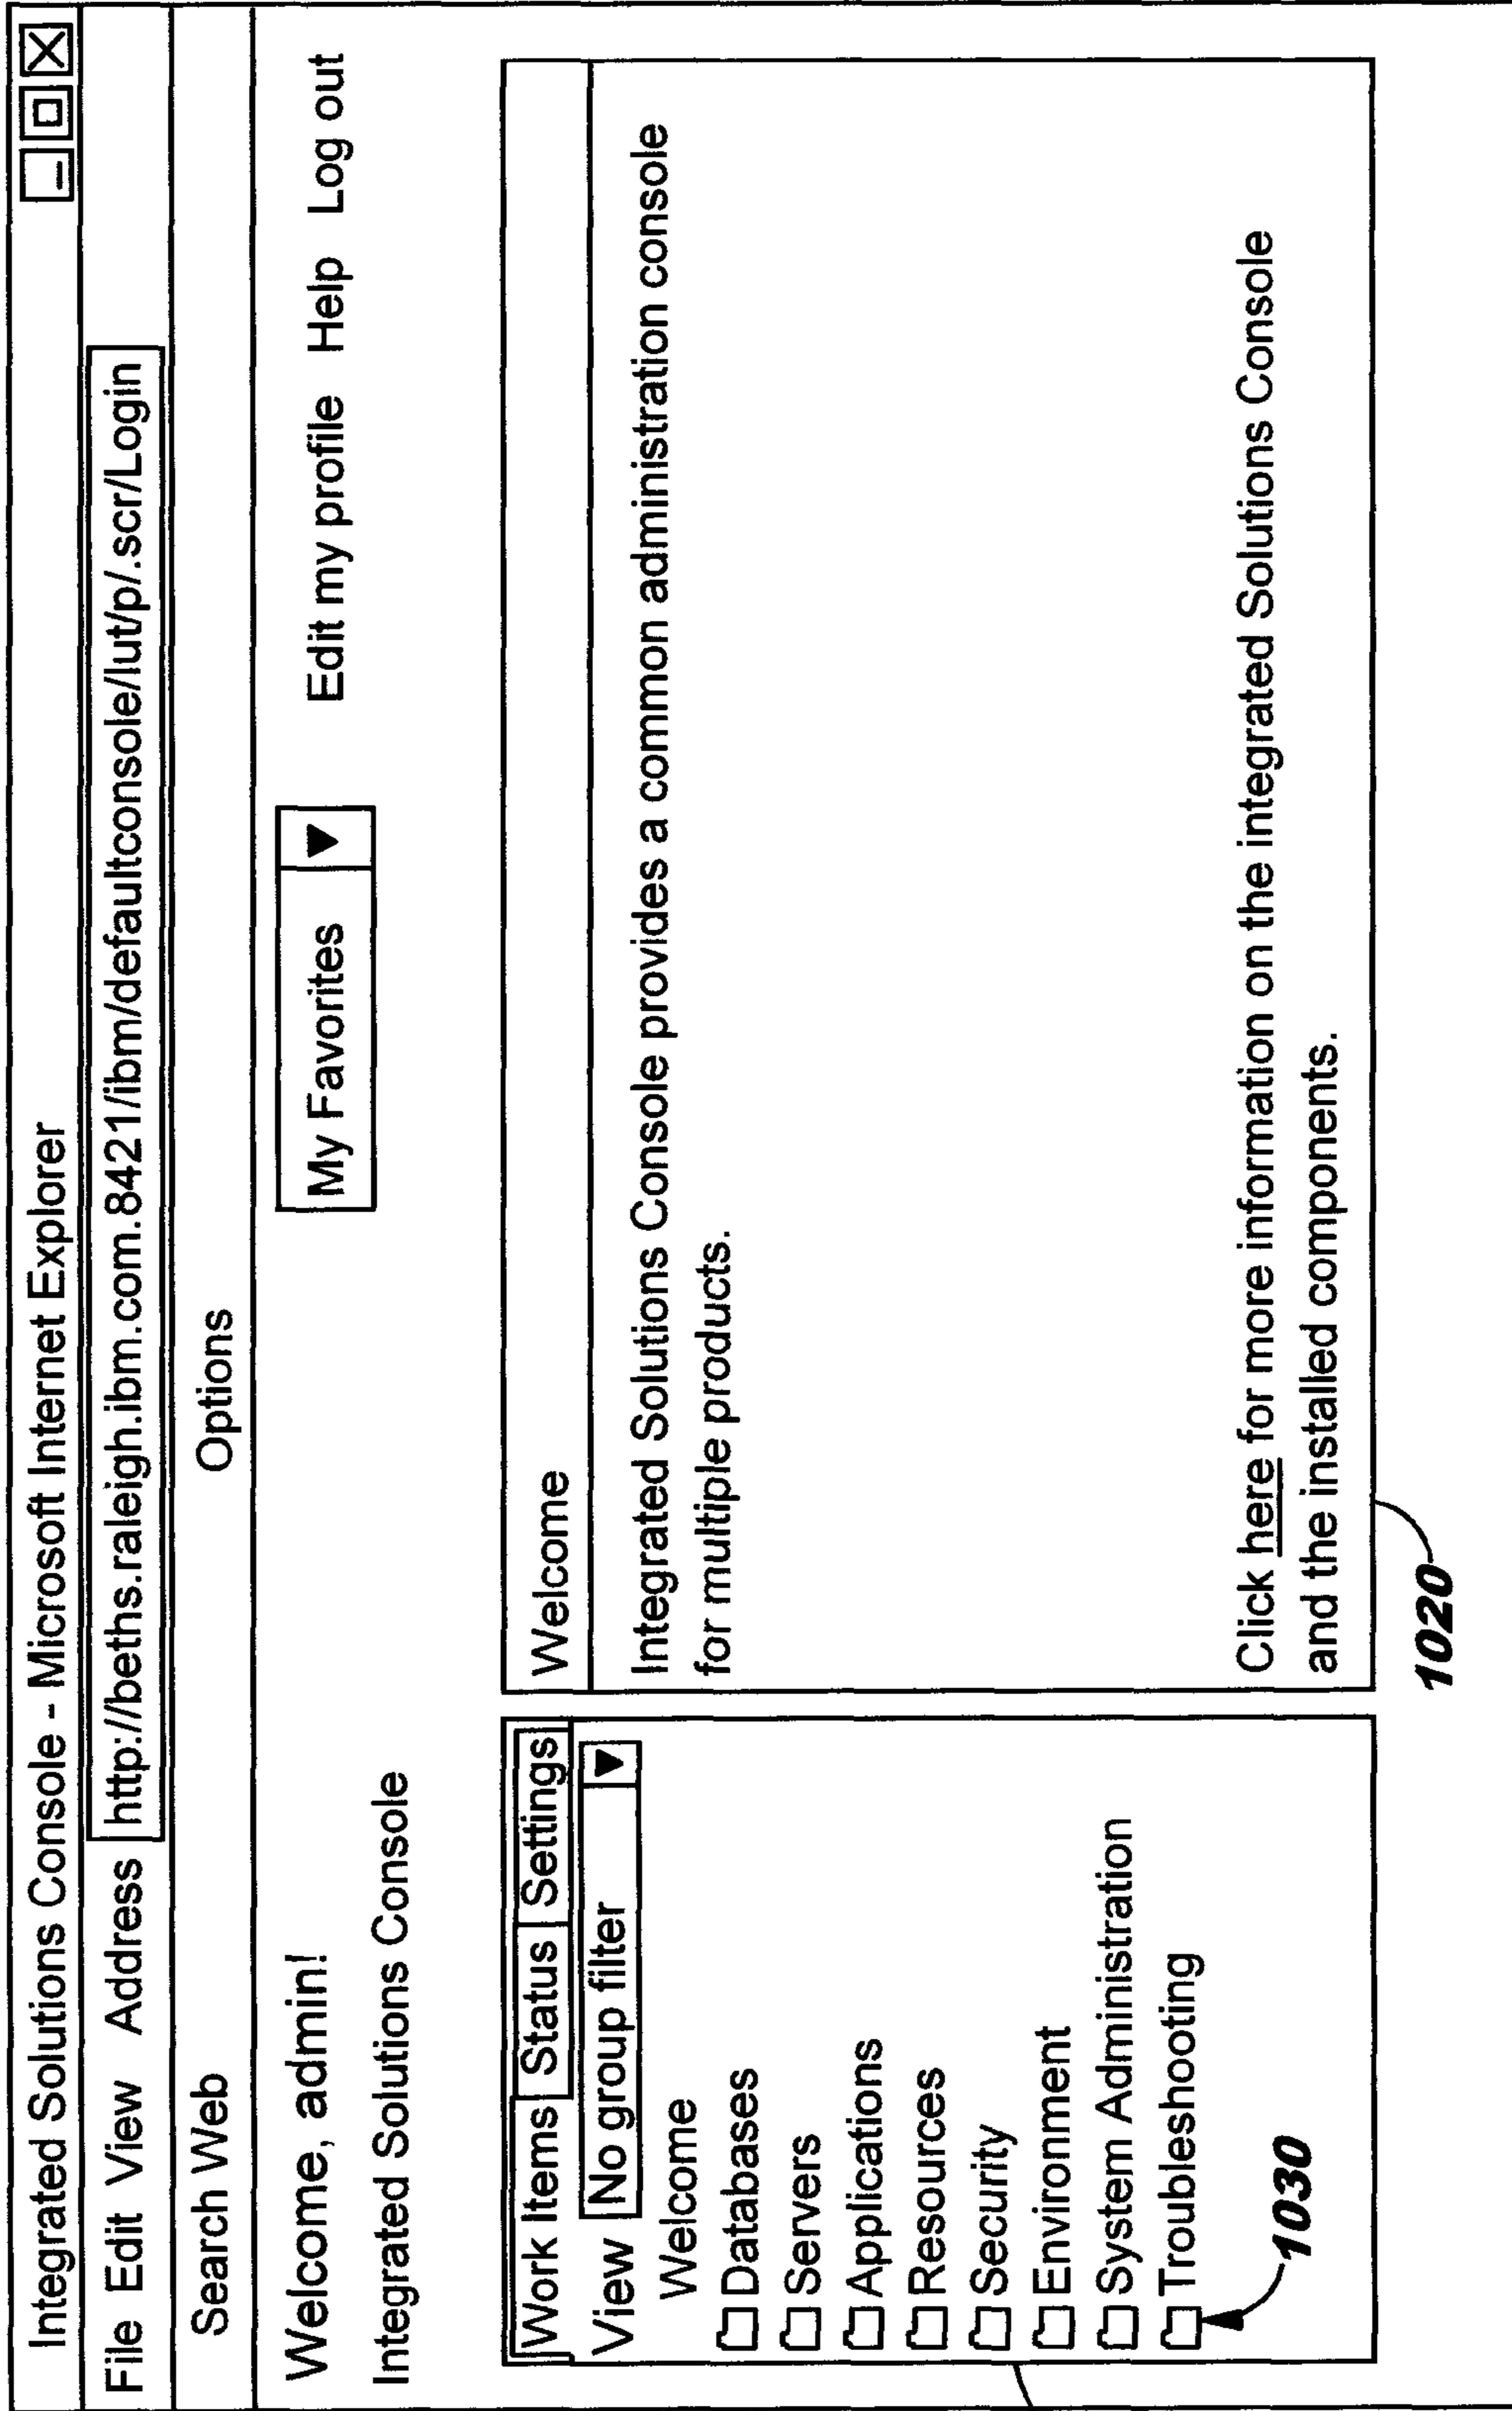 Integrated Solutions Console - Microsoft Internet Explorer
File Edit View Address http://beths.raleigh.ibm.com.8421/ibm/defaultconsole/lut/p/.scr/Login
Search Web Options
Welcome, admin! My Favorites Edit my profile Help Log out
Integrated Solutions Console
Work Items Status Settings
View No group filter
Welcome
Databases
Servers
Applications
Resources
Security
Environment
System Administration
Troubleshooting
1030
Welcome
Integrated Solutions Console provides a common administration console
for multiple products.
Click here for more information on the integrated Solutions Console
and the installed components.
1020